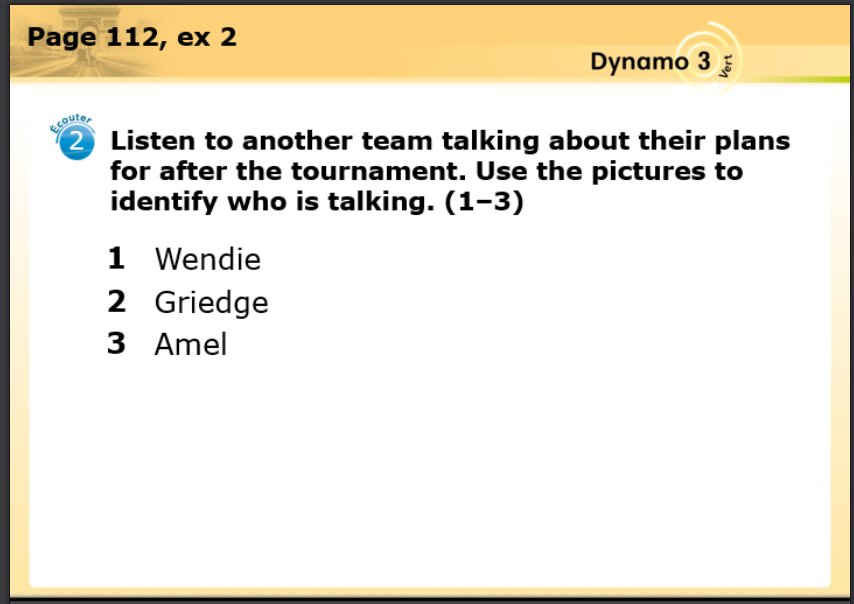 Page 112, ex 2
Dynamo 3 Vert
Écouter
2 Listen to another team talking about their plans
for after the tournament. Use the pictures to
identify who is talking. (1–3)
1 Wendie
2 Griedge
3 Amel